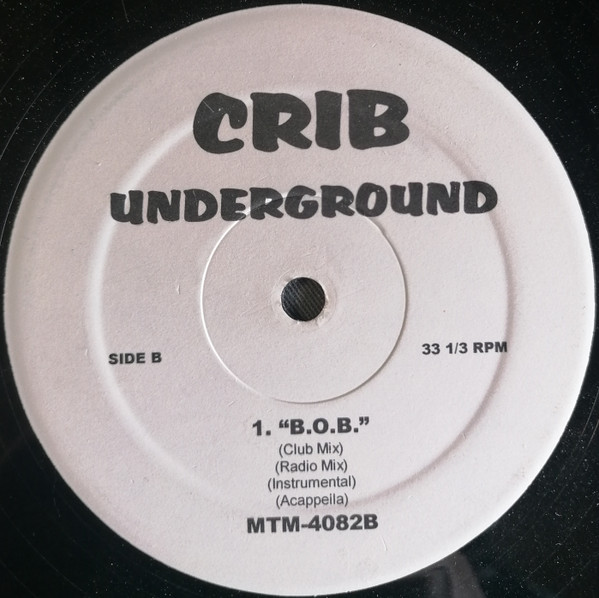 CRIB
UNDERGROUND
SIDE B
33 1/3 RPM
1. “B.O.B.”
(Club Mix)
(Radio Mix)
(Instrumental)
(Acappella)
MTM-4082B